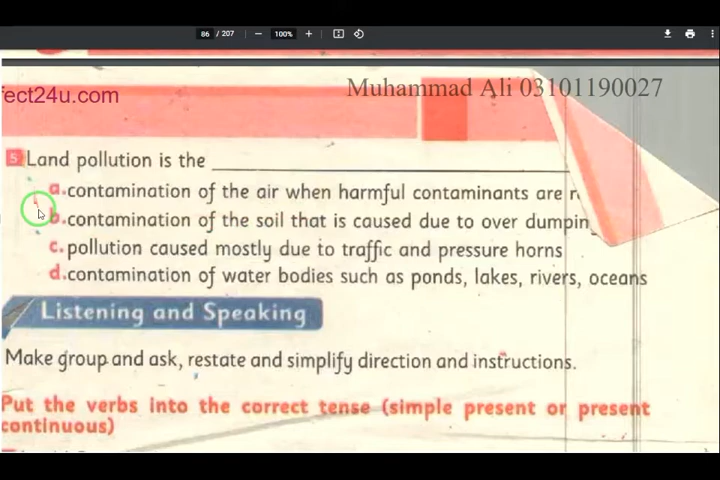 86 / 207
100%
Muhammad Ali 03101190027
fect24u.com
5 Land pollution is the
a. contamination of the air when harmful contaminants are
b. contamination of the soil that is caused due to over dumpin
c. pollution caused mostly due to traffic and pressure horns
d. contamination of water bodies such as ponds, lakes, rivers, oceans
Listening and Speaking
Make group and ask, restate and simplify direction and instructions.
Put the verbs into the correct tense (simple present or present
continuous)